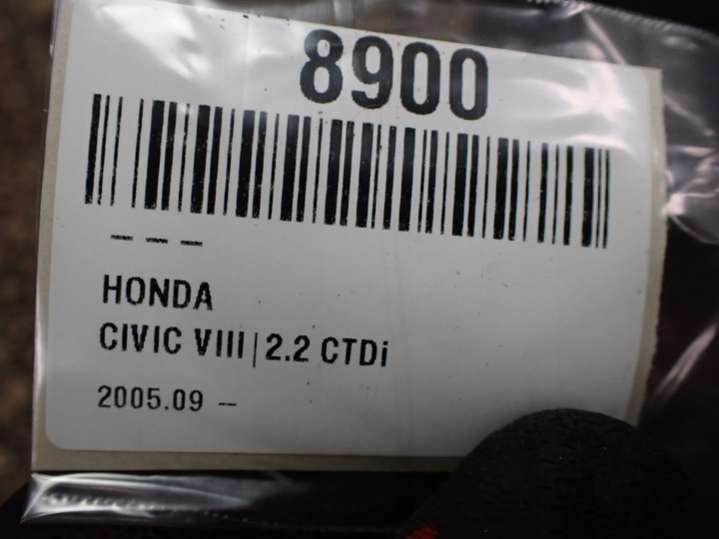 8900
--- --- ---
HONDA
CIVIC VIII | 2.2 CTDi
2005.09 --